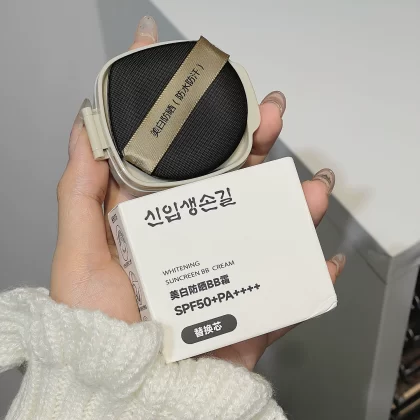 美白防晒（防水防汗）
신입생손길
WHITENING
SUNCREEN BB CREAM
美白防晒BB霜
SPF50+PA++++
替换芯